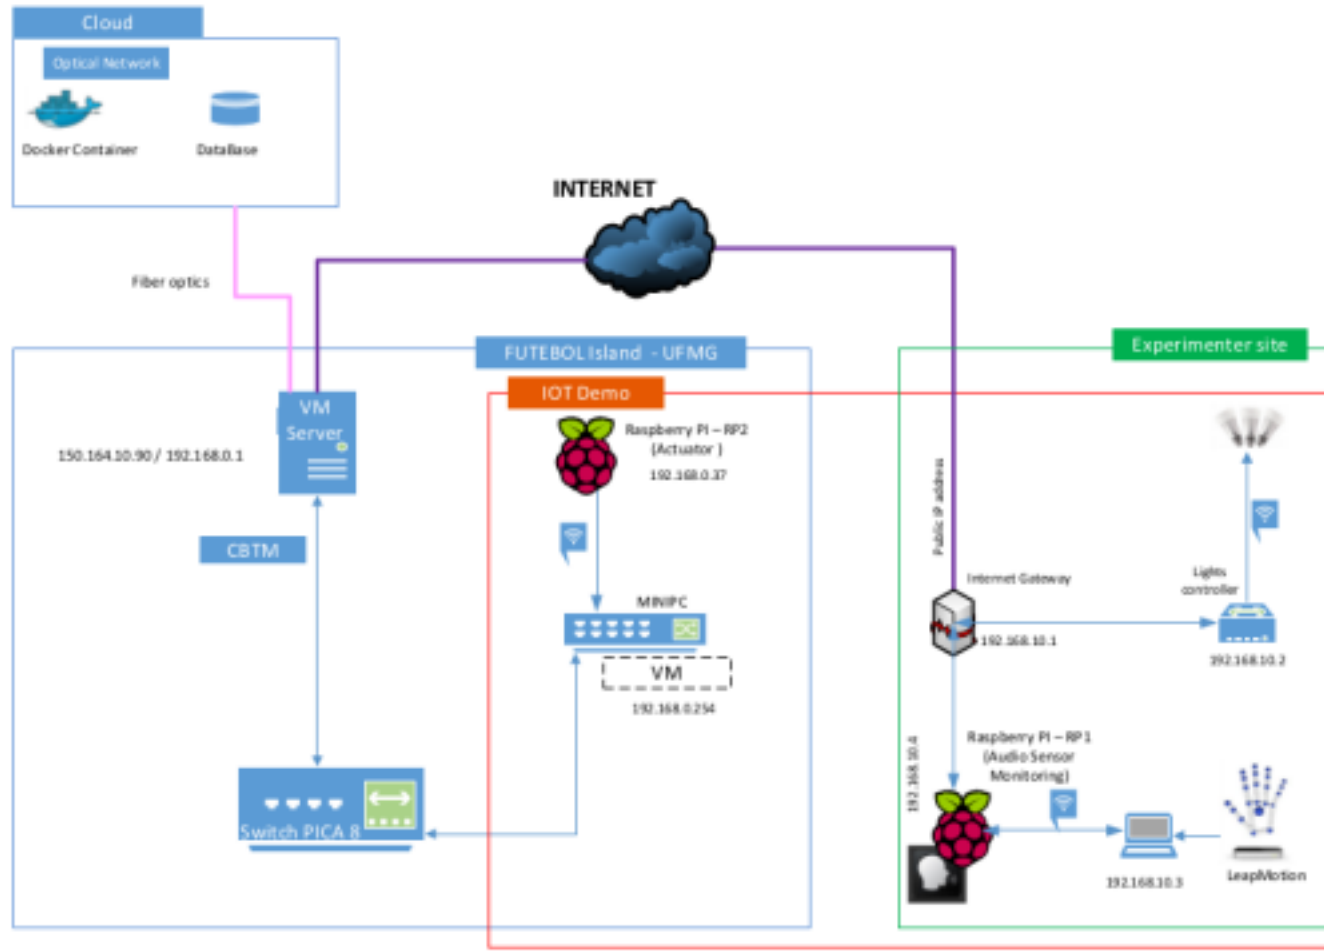 Cloud
Optical Network
Docker Container
DataBase
INTERNET
Fiber optics
FUTEBOL Island - UFMG
Experimenter site
IOT Demo
VM
Server
150.164.10.90 / 192.168.0.1
Raspberry PI – RP2
(Actuator )
192.168.0.37
CBTM
Public IP address
Internet Gateway
192.168.10.1
Lights
controller
192.168.10.2
MINIPC
VM
192.168.0.254
Raspberry PI – RP1
(Audio Sensor
Monitoring)
192.168.10.4
Switch PICA 8
192.168.10.3
LeapMotion